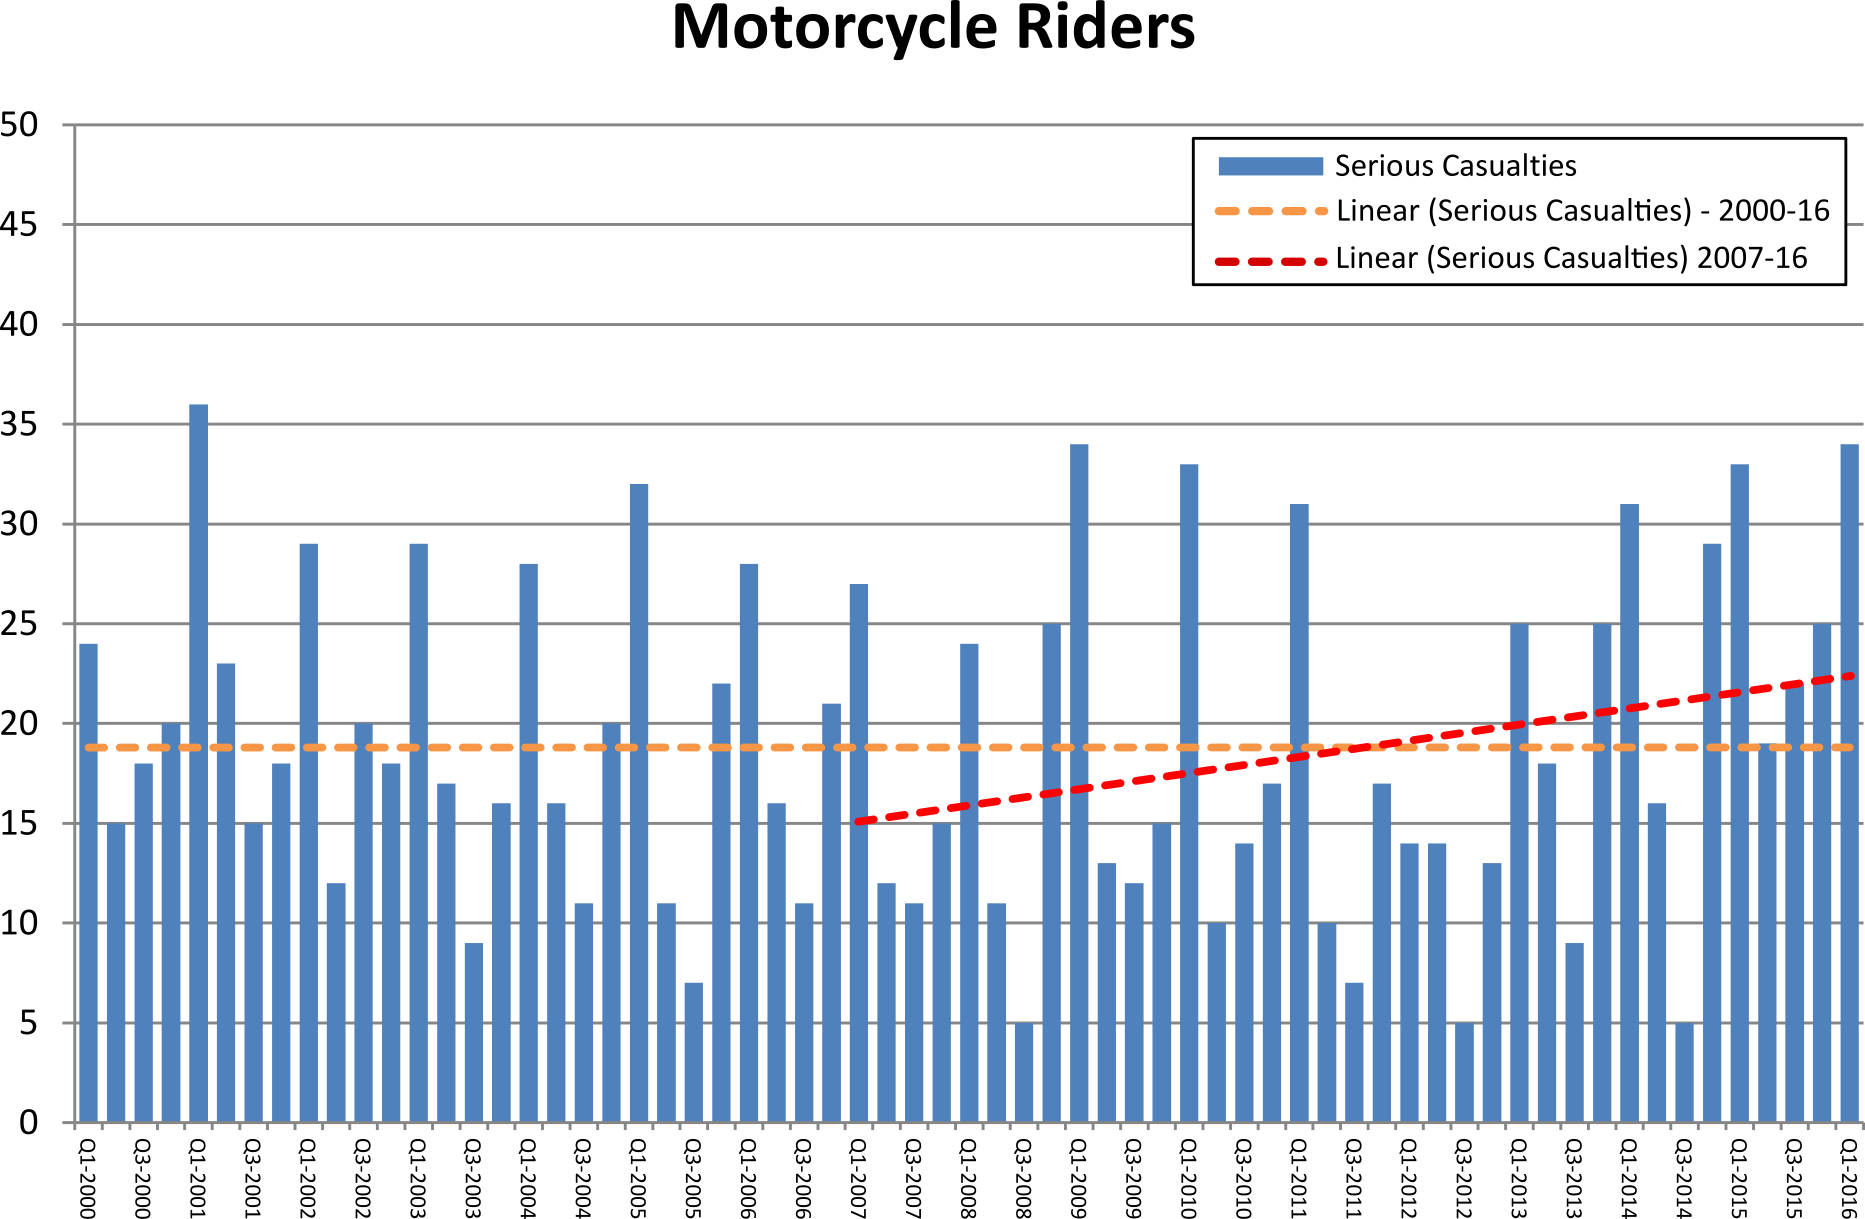 Motorcycle Riders
50
45
40
35
30
25
20
15
10
5
0
Serious Casualties
Linear (Serious Casualties) - 2000-16
Linear (Serious Casualties) 2007-16
Q1-2000
Q3-2000
Q1-2001
Q3-2001
Q1-2002
Q3-2002
Q1-2003
Q3-2003
Q1-2004
Q3-2004
Q1-2005
Q3-2005
Q1-2006
Q3-2006
Q1-2007
Q3-2007
Q1-2008
Q3-2008
Q1-2009
Q3-2009
Q1-2010
Q3-2010
Q1-2011
Q3-2011
Q1-2012
Q3-2012
Q1-2013
Q3-2013
Q1-2014
Q3-2014
Q1-2015
Q3-2015
Q1-2016